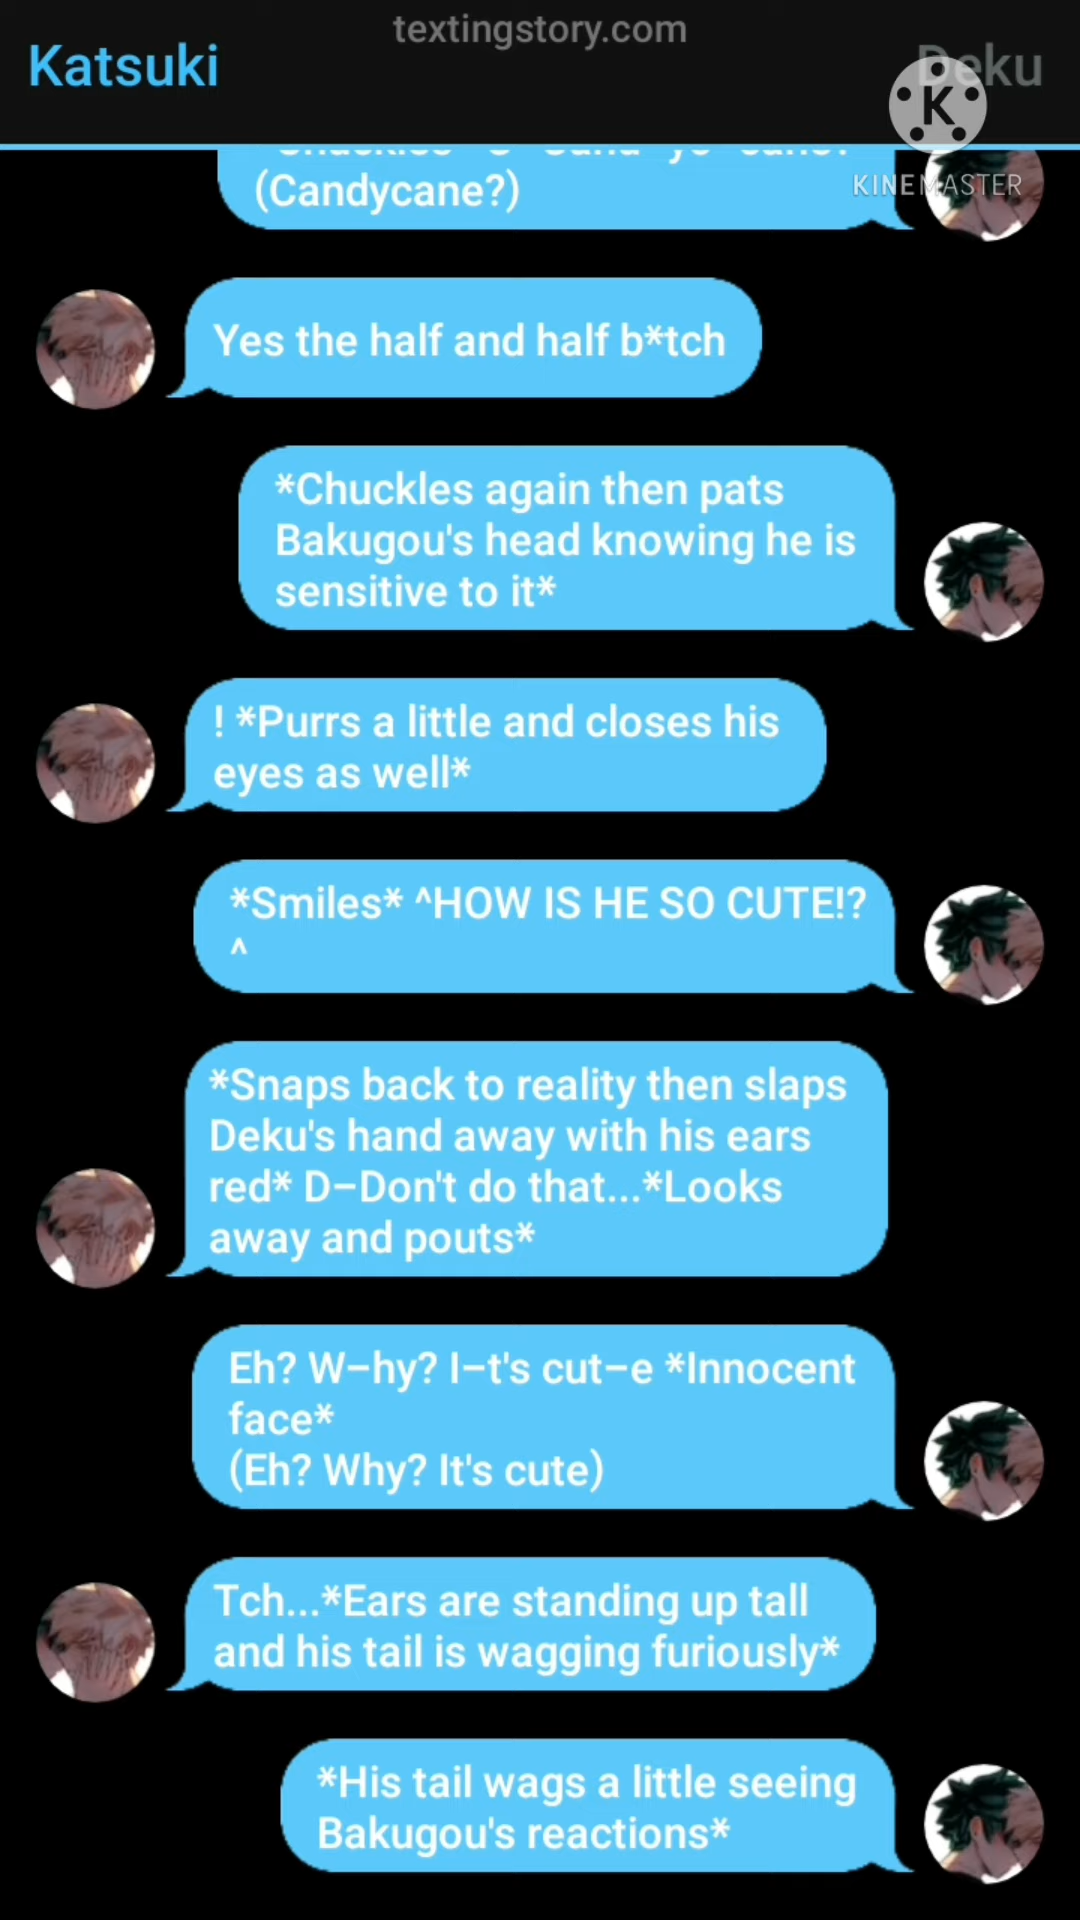 textingstory.com
Katsuki
Deku
K
KINEMASTER
(Candycane?)
Yes the half and half b*tch
*Chuckles again then pats
Bakugou's head knowing he is
sensitive to it*
! *Purrs a little and closes his
eyes as well*
*Smiles* ^HOW IS HE SO CUTE!?
^
*Snaps back to reality then slaps
Deku's hand away with his ears
red* D–Don't do that...*Looks
away and pouts*
Eh? W–hy? I–t's cut–e *Innocent
face*
(Eh? Why? It's cute)
Tch...*Ears are standing up tall
and his tail is wagging furiously*
*His tail wags a little seeing
Bakugou's reactions*